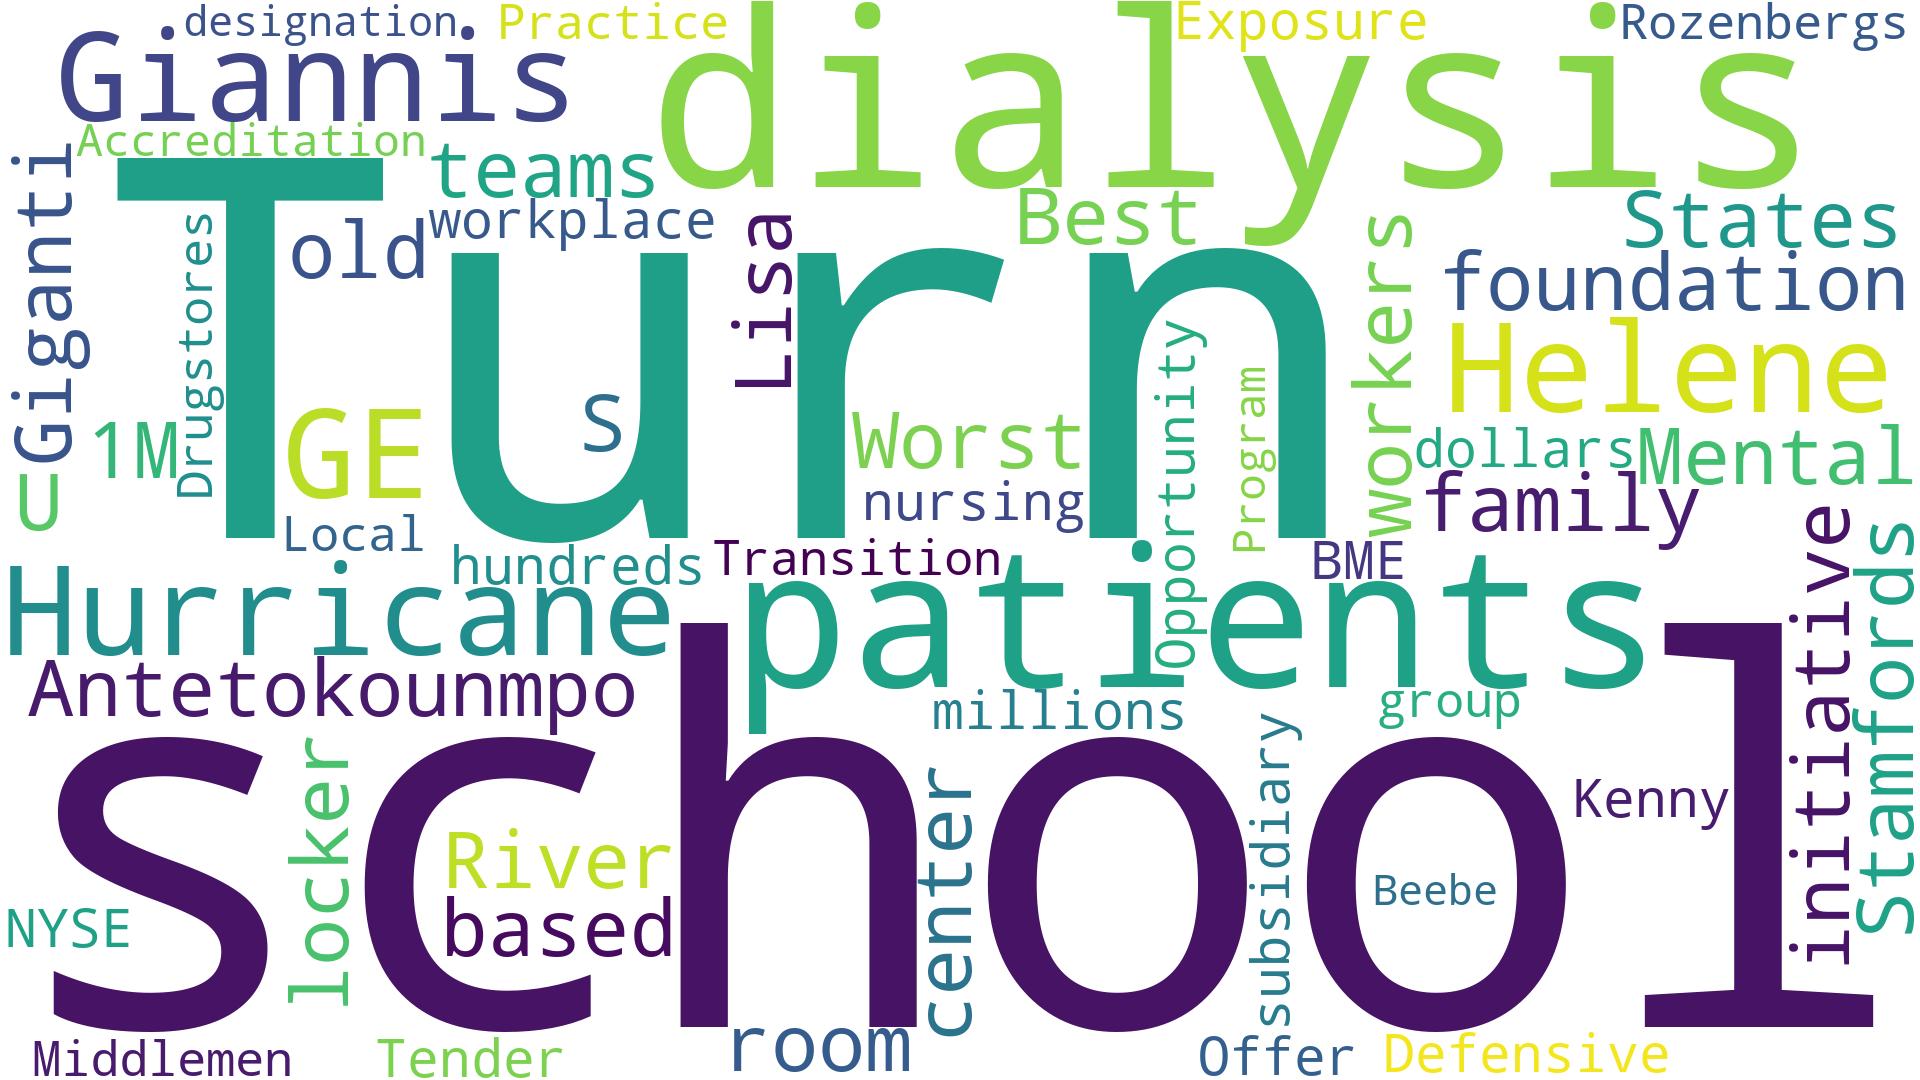 designation
Practice
dialysis
Exposure
Rozenbergs
Giannis
Accreditation
teams
Giganti
Turn
Drugstores
old
workplace
Lisa
Best
workers
States
foundation
Helene
1M
GE
S
Worst
Opportunity
Program
dollars
Mental
U
Local
nursing
family
hundreds
Transition
BME
initiative
Stamfords
Hurricane
patients
Antetokounmpo
millions
group
school
locker
River
based
center
subsidiary
Kenny
Beebe
NYSE
Middlemen
Tender
room
Offer
Defensive